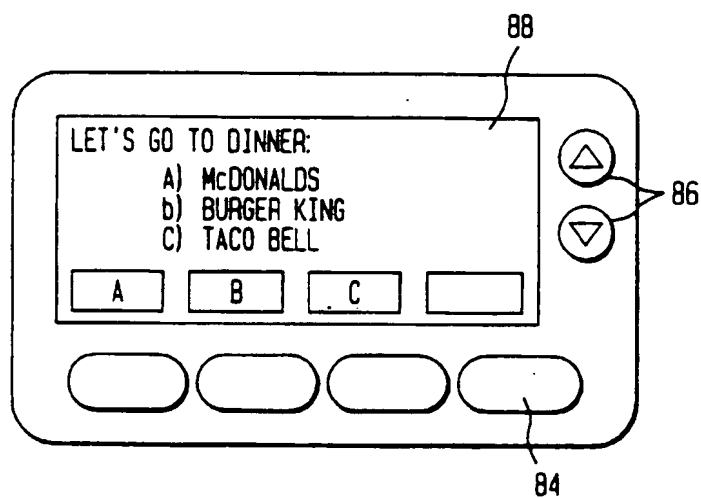 88
LET'S GO TO DINNER:
A) McDONALDS
b) BURGER KING
C) TACO BELL
86
A B C
84